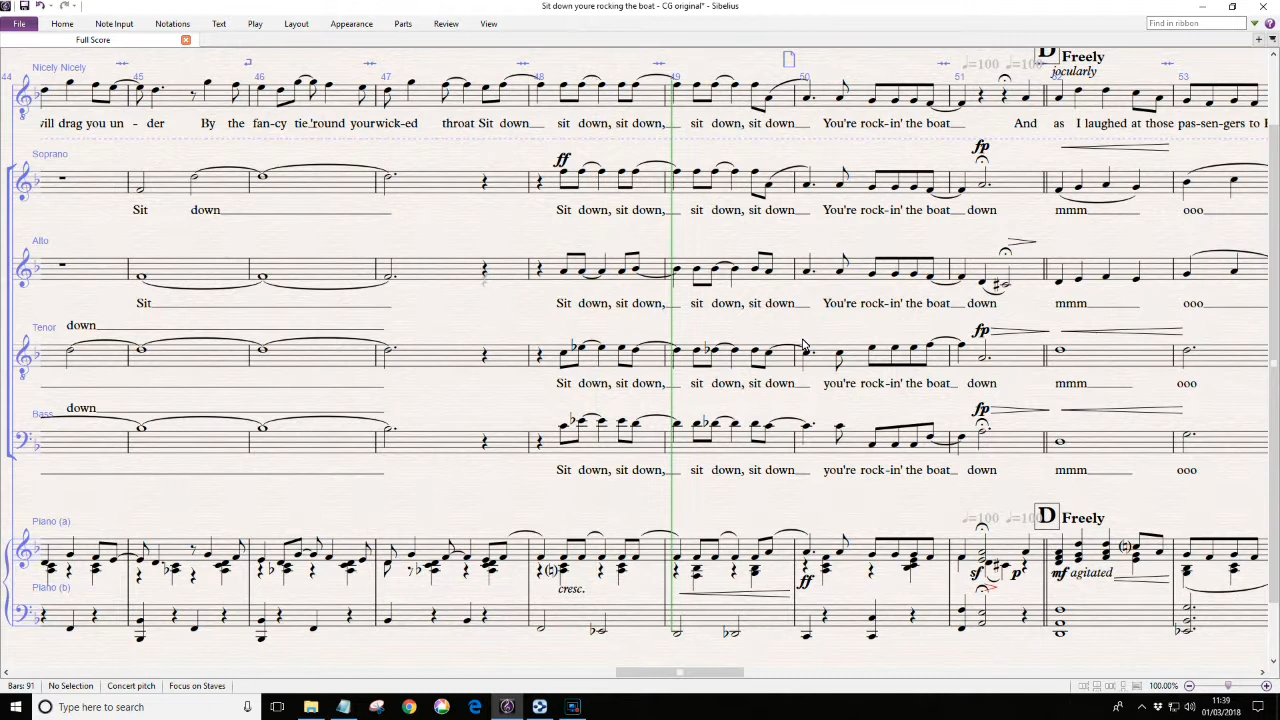 Sit down youre rocking the boat - CG original* - Sibelius
File Home Note Input Notations Text Play Layout Appearance Parts Review View
Find in ribbon
Full Score
D Freely
Nicely Nicely
♩=100 ♩=100
jocularly
44 45 46 47 48 49 50 51 53
will drag you un - der By tie 'round your wick-ed Sit down sit down, sit down, sit down, sit down You're rock-in' the boat And as I laughed at those pas-sen-gers to
fp
Soprano
ff
Sit down Sit down, sit down, sit down, sit down You're rock-in' the boat down mmm ooo
Alto
Sit Sit down, sit down, sit down, sit down You're rock-in' the boat down mmm ooo
down
Tenor
fp
Sit down, sit down, sit down, sit down you're rock-in' the boat down mmm ooo
down
Bass
fp
Sit down, sit down, sit down, sit down you're rock-in' the boat down mmm ooo
♩=100 ♩=100 D Freely
Piano (a)
sf p mf agitated
cresc. ff
Piano (b)
Bars: 91 No Selection Concert pitch Focus on Staves 100.00%
Type here to search
11:39
01/03/2018